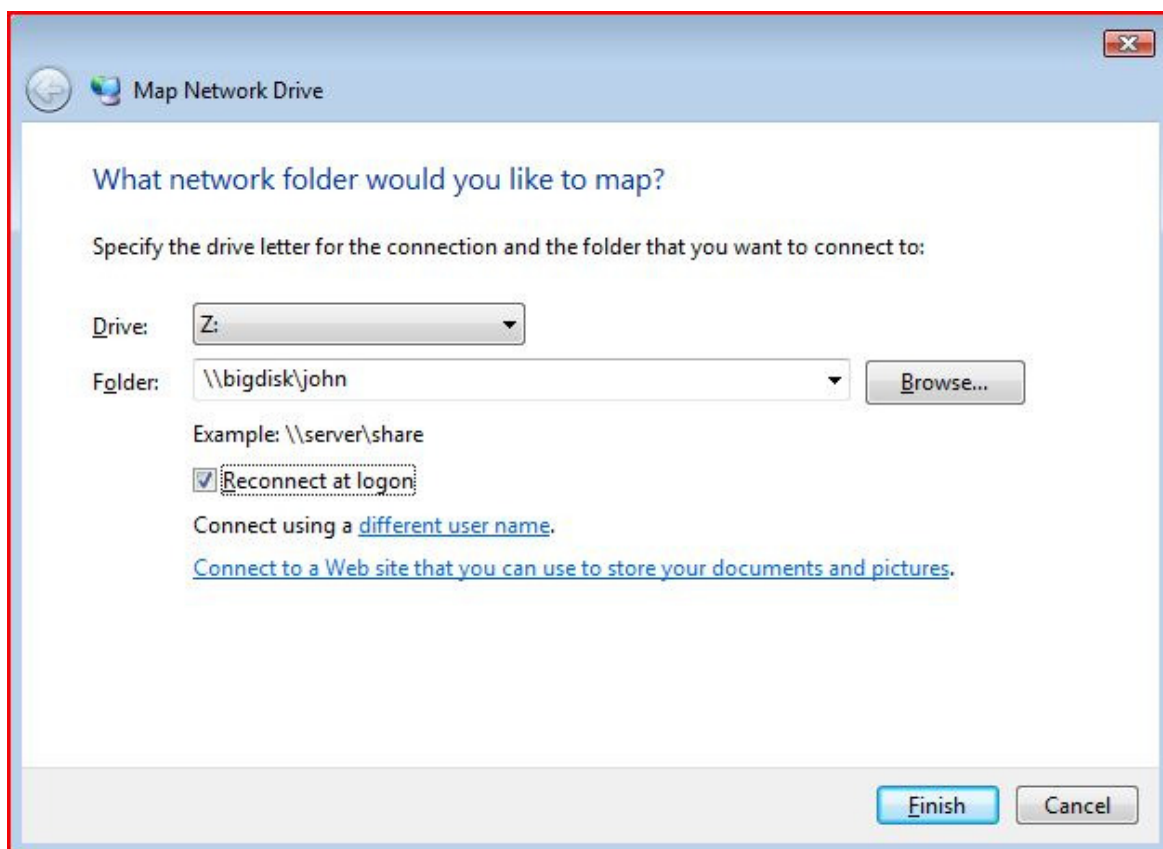 Map Network Drive
What network folder would you like to map?
Specify the drive letter for the connection and the folder that you want to connect to:
Drive: Z:
Folder: \\bigdisk\john Browse...
Example: \\server\share
Reconnect at logon
Connect using a different user name.
Connect to a Web site that you can use to store your documents and pictures.
Finish Cancel